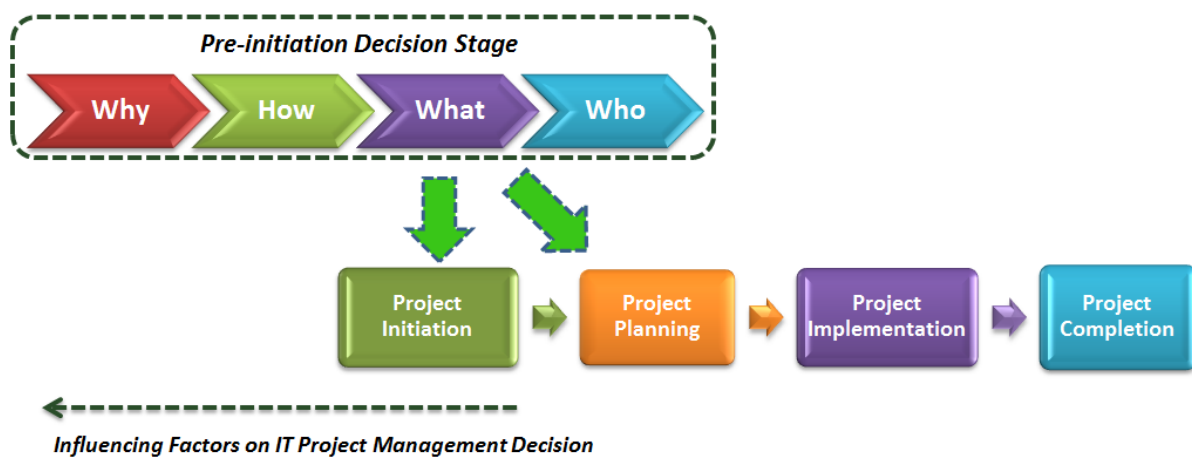 Pre-initiation Decision Stage
Why
How
What
Who
Project
Initiation
Project
Planning
Project
Implementation
Project
Completion
Influencing Factors on IT Project Management Decision